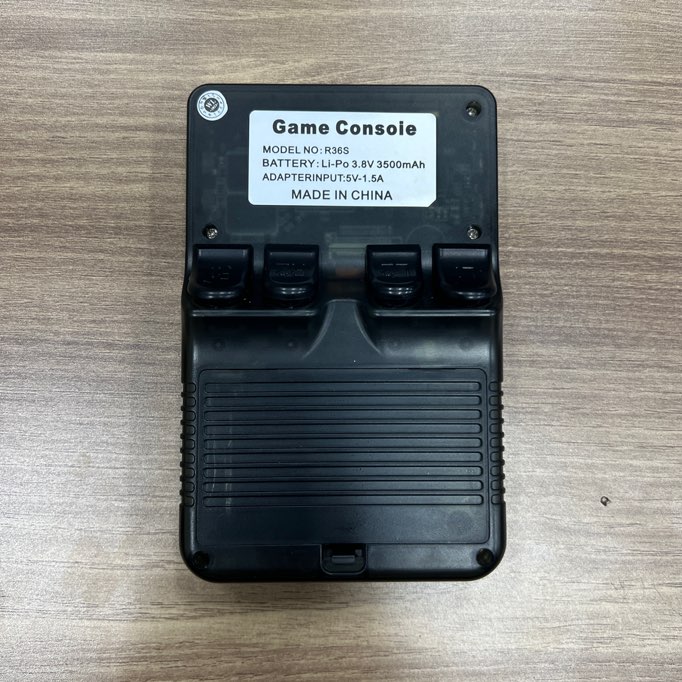 Game Consoie
MODEL NO: R36S
BATTERY: Li-Po 3.8V 3500mAh
ADAPTERINPUT:5V-1.5A
MADE IN CHINA